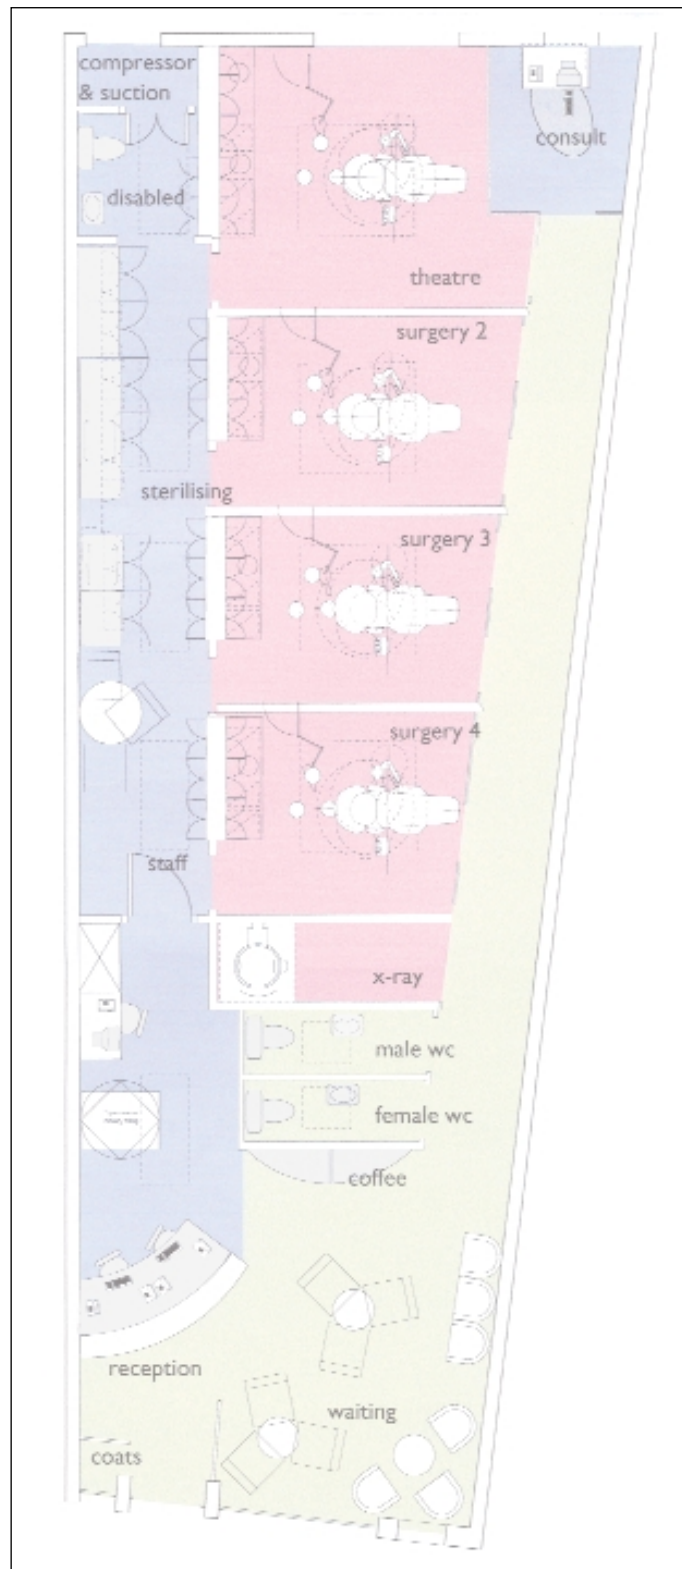 compressor
& suction
consult
disabled
theatre
surgery 2
sterilising
surgery 3
surgery 4
staff
x-ray
male wc
female wc
coffee
reception
waiting
coats